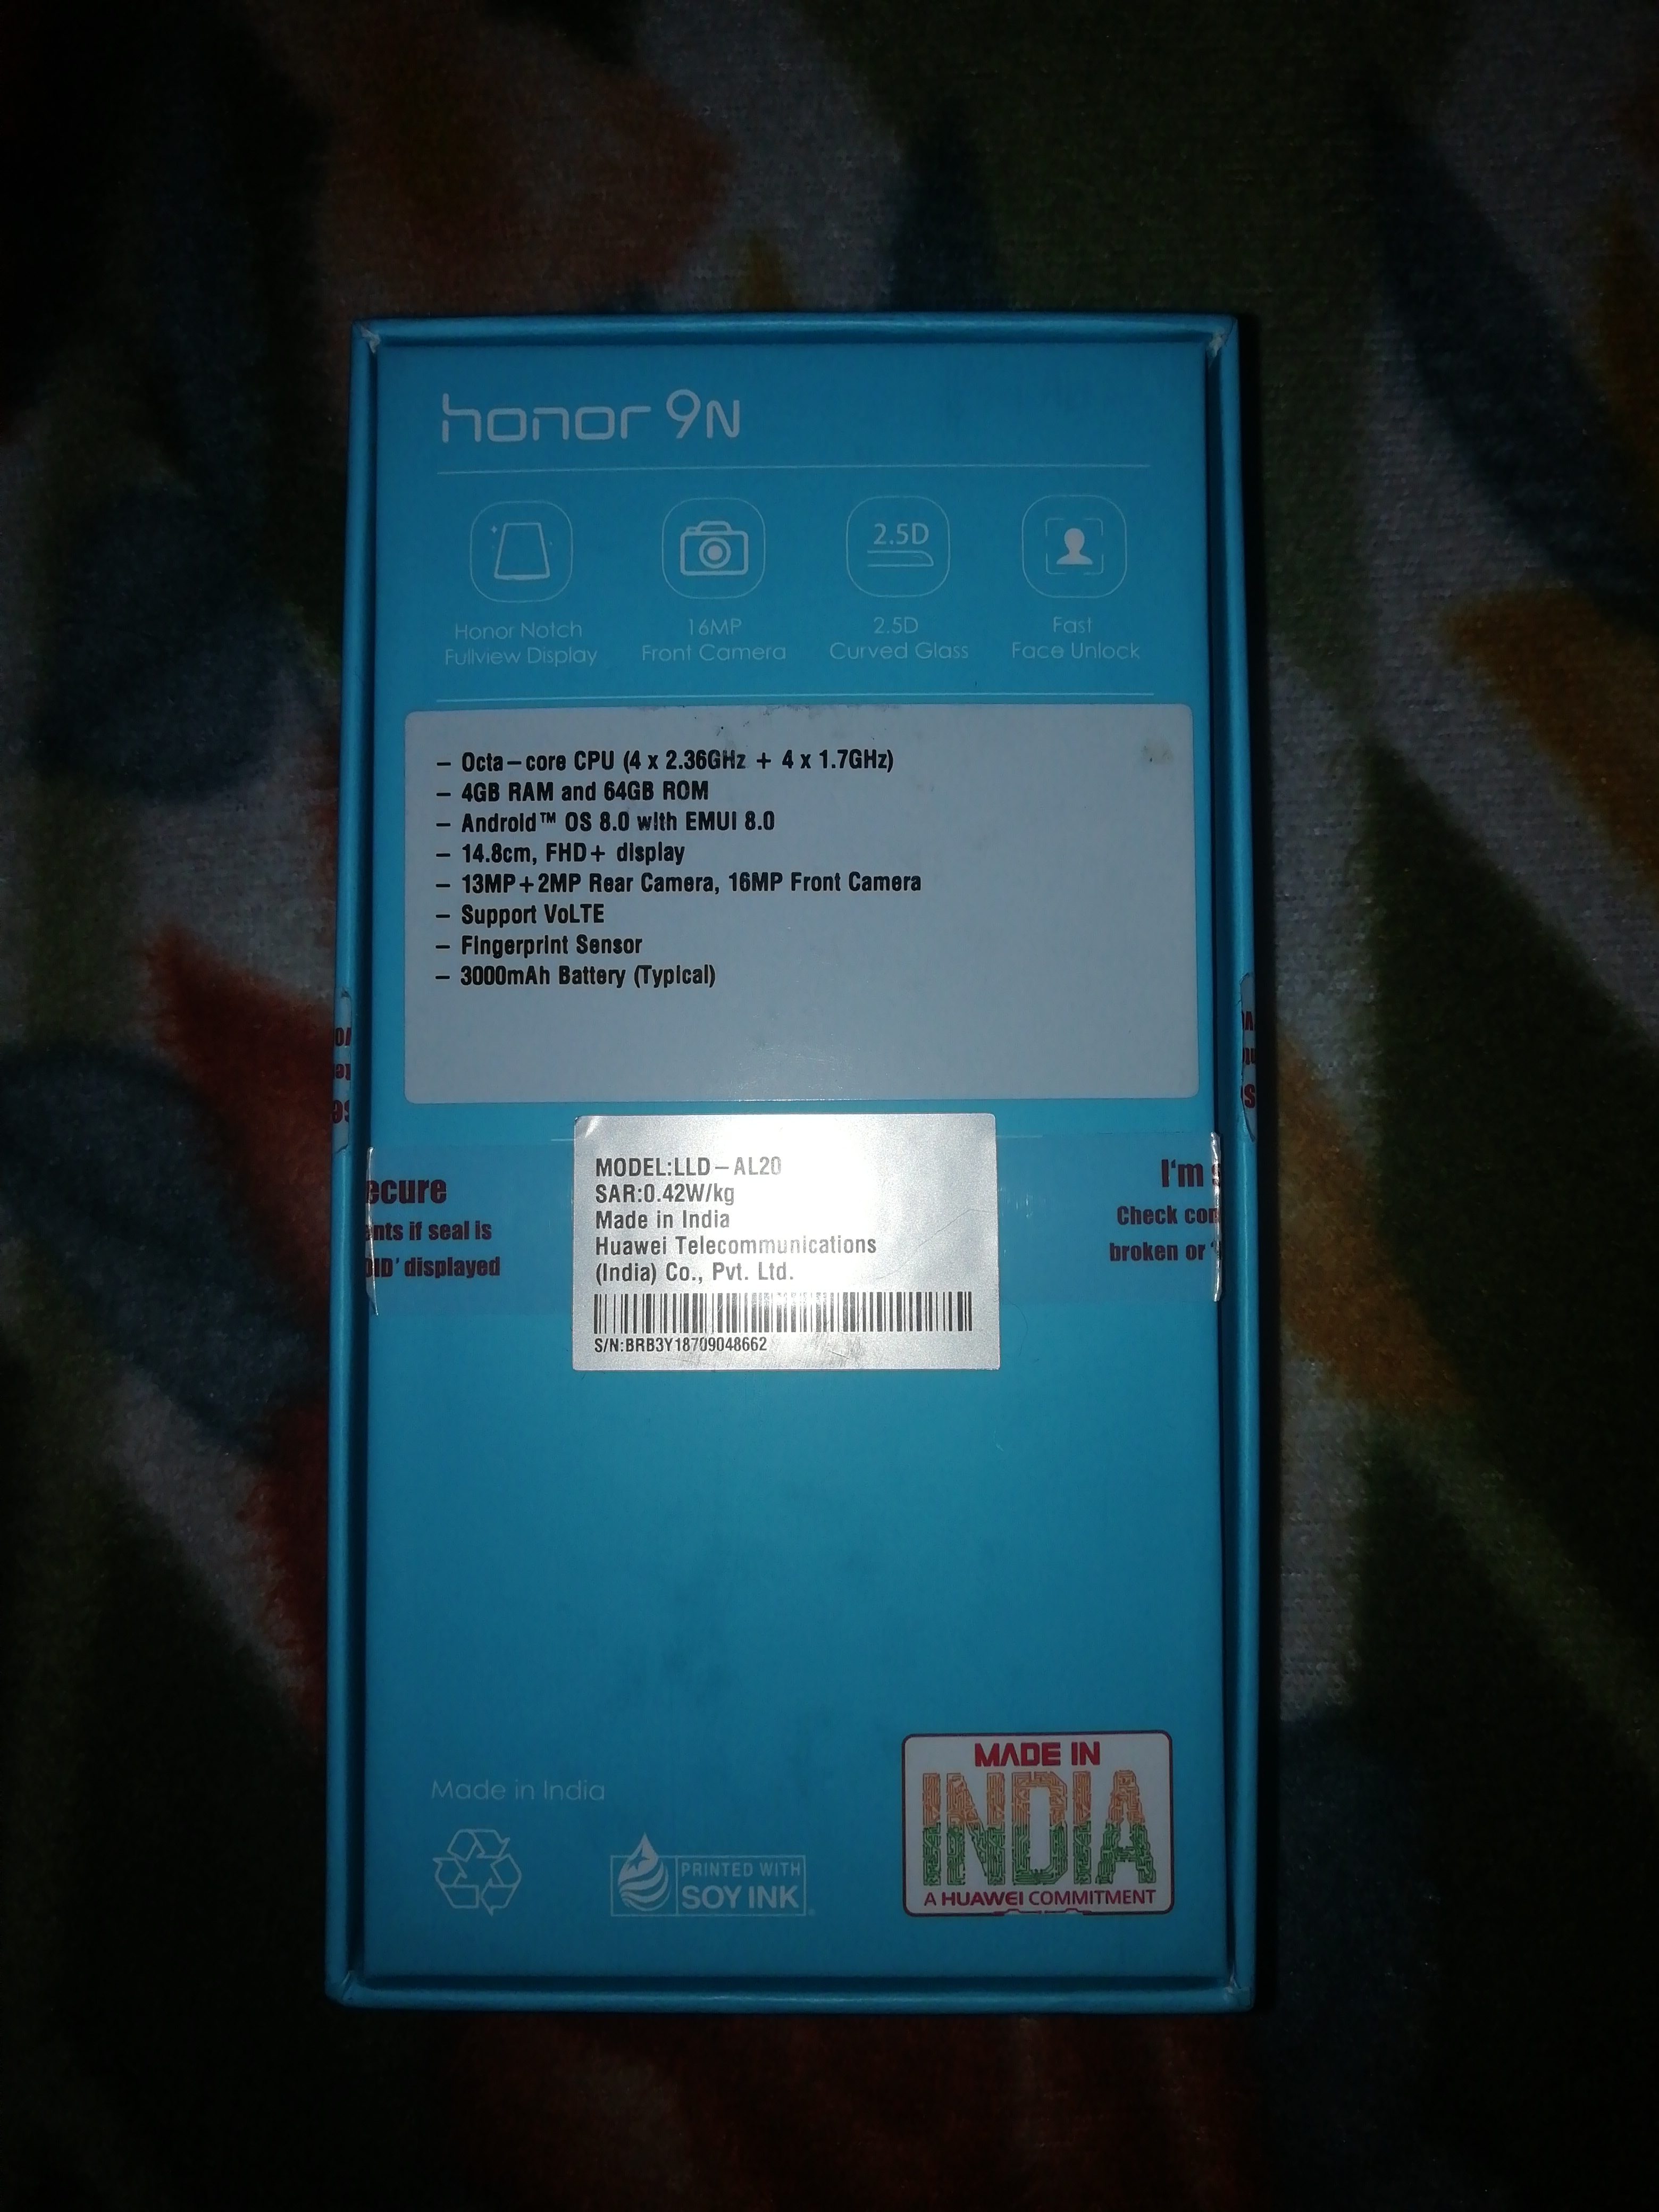 honor 9N
2.5D
Honor Notch
Fullview Display
16MP
Front Camera
2.5D
Curved Glass
Fast
Face Unlock
– Octa-core CPU (4 x 2.36GHz + 4 x 1.7GHz)
– 4GB RAM and 64GB ROM
– Android™ OS 8.0 with EMUI 8.0
– 14.8cm, FHD+ display
– 13MP+2MP Rear Camera, 16MP Front Camera
– Support VoLTE
– Fingerprint Sensor
– 3000mAh Battery (Typical)
ecure
nts if seal is
displayed
MODEL:LLD-AL20
SAR:0.42W/kg
Made in India
Huawei Telecommunications
(India) Co., Pvt. Ltd.
S/N:BRB3Y18709048662
I'm
Check
broken or
Made in India
PRINTED WITH
SOY INK
MADE IN
INDIA
A HUAWEI COMMITMENT